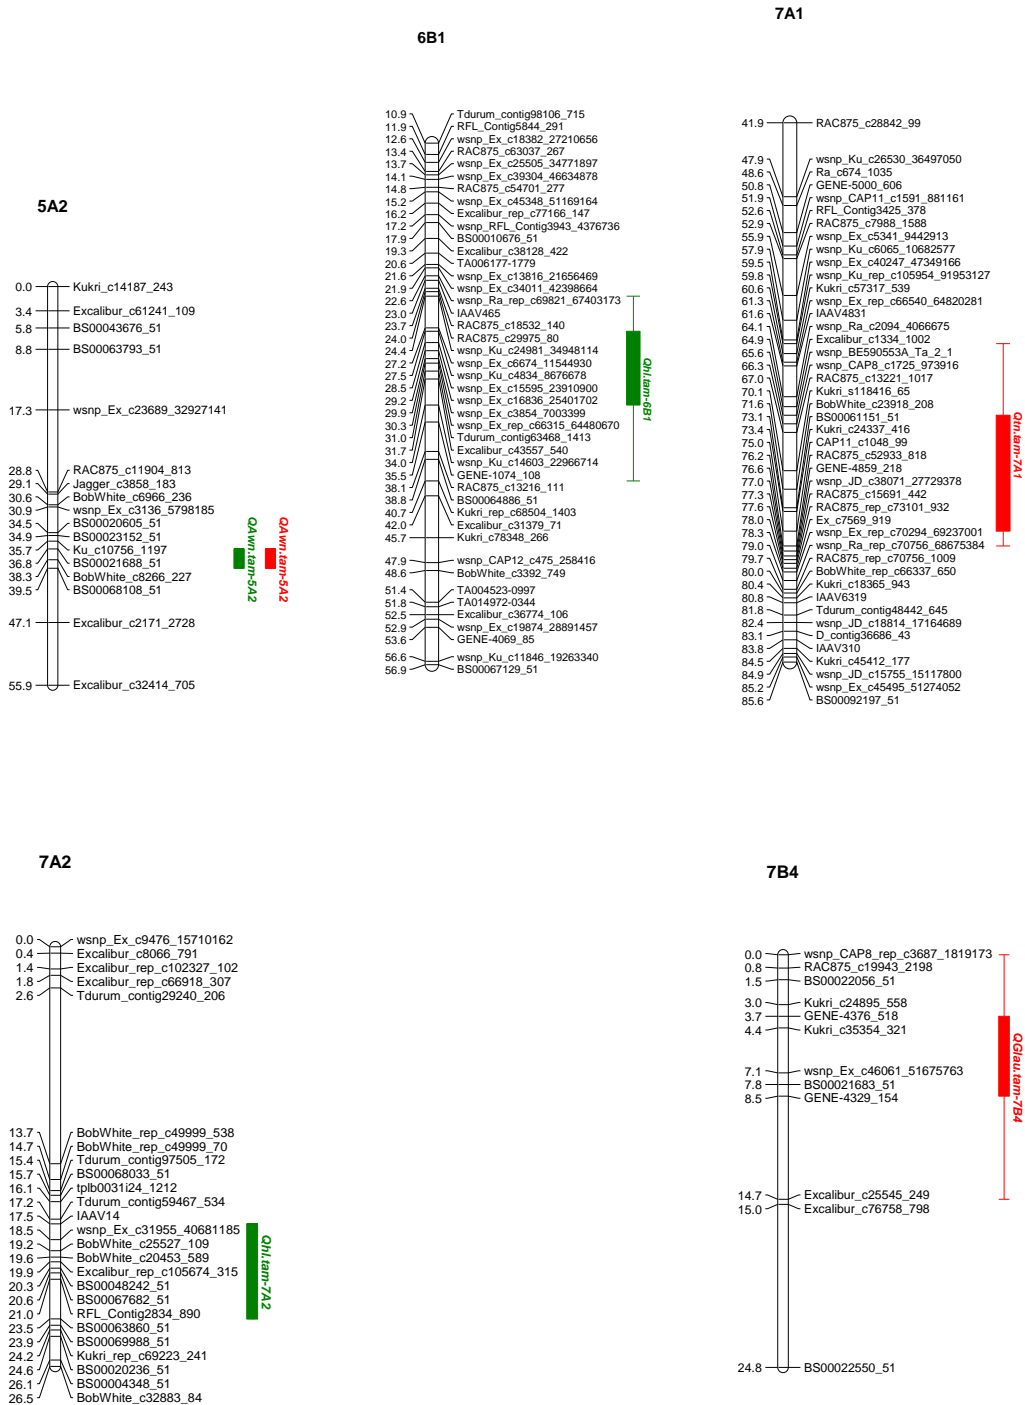 5A2
0.0 Kukri_c14187_243
3.4 Excalibur_c61241_109
5.8 BS00043676_51
8.8 BS00063793_51
17.3 wsnp_Ex_c23689_32927141
28.8 RAC875_c11904_813
29.1 Jagger_c3858_183
30.6 BobWhite_c6966_236
30.9 wsnp_Ex_c3136_5798185
34.5 BS00020605_51
34.9 BS00023152_51
35.7 Ku_c10756_1197
36.8 BS00021688_51
38.3 BobWhite_c8266_227
39.5 BS00068108_51
47.1 Excalibur_c2171_2728
55.9 Excalibur_c32414_705
QAwn.tam-5A2
QAwn.tam-5A2
6B1
10.9 Tdurum_contig98106_715
11.9 RFL_Contig5844_291
12.6 wsnp_Ex_c18382_27210656
13.4 RAC875_c63037_267
13.7 wsnp_Ex_c25505_34771897
14.1 wsnp_Ex_c39304_46634878
14.8 RAC875_c54701_277
15.2 wsnp_Ex_c45348_51169164
16.2 Excalibur_rep_c77166_147
17.2 wsnp_RFL_Contig3943_4376736
17.9 BS00010676_51
19.3 Excalibur_c38128_422
20.6 TA006177-1779
21.6 wsnp_Ex_c13816_21656469
21.9 wsnp_Ex_c34011_42398664
22.6 wsnp_Ra_rep_c69821_67403173
23.0 IAAV465
23.7 RAC875_c18532_140
24.0 RAC875_c29975_80
24.4 wsnp_Ku_c24981_34948114
27.2 wsnp_Ex_c6674_11544930
27.5 wsnp_Ku_c4834_8676678
28.5 wsnp_Ex_c15595_23910900
29.2 wsnp_Ex_c16836_25401702
29.9 wsnp_Ex_c3854_7003399
30.3 wsnp_Ex_rep_c66315_64480670
31.0 Tdurum_contig63468_1413
31.7 Excalibur_c43557_540
34.0 wsnp_Ku_c14603_22966714
35.5 GENE-1074_108
38.1 RAC875_c13216_111
38.8 BS00064886_51
40.7 Kukri_rep_c68504_1403
42.0 Excalibur_c31379_71
45.7 Kukri_c78348_266
47.9 wsnp_CAP12_c475_258416
48.6 BobWhite_c3392_749
51.4 TA004523-0997
51.8 TA014972-0344
52.5 Excalibur_c36774_106
52.9 wsnp_Ex_c19874_28891457
53.6 GENE-4069_85
56.6 wsnp_Ku_c11846_19263340
56.9 BS00067129_51
Qhl.tam-6B1
7A1
41.9 RAC875_c28842_99
47.9 wsnp_Ku_c26530_36497050
48.6 Ra_c674_1035
50.8 GENE-5000_606
51.9 wsnp_CAP11_c1591_881161
52.6 RFL_Contig3425_378
52.9 RAC875_c7988_1588
55.9 wsnp_Ex_c5341_9442913
57.9 wsnp_Ku_c6065_10682577
59.5 wsnp_Ex_c40247_47349166
59.8 wsnp_Ku_rep_c105954_91953127
60.6 Kukri_c57317_539
61.3 wsnp_Ex_rep_c66540_64820281
61.6 IAAV4831
64.1 wsnp_Ra_c2094_4066675
64.9 Excalibur_c1334_1002
65.6 wsnp_BE590553A_Ta_2_1
66.3 wsnp_CAP8_c1725_973916
67.0 RAC875_c13221_1017
70.1 Kukri_s118416_65
71.6 BobWhite_c23918_208
73.1 BS00061151_51
73.4 Kukri_c24337_416
75.0 CAP11_c1048_99
76.2 RAC875_c52933_818
76.6 GENE-4859_218
77.0 wsnp_JD_c38071_27729378
77.3 RAC875_c15691_442
77.6 RAC875_rep_c73101_932
78.0 Ex_c7569_919
78.3 wsnp_Ex_rep_c70294_69237001
79.0 wsnp_Ra_rep_c70756_68675384
79.7 RAC875_rep_c70756_1009
80.0 BobWhite_rep_c66337_650
80.4 Kukri_c18365_943
80.8 IAAV6319
81.8 Tdurum_contig48442_645
82.4 wsnp_JD_c18814_17164689
83.1 D_contig36686_43
83.8 IAAV310
84.5 Kukri_c45412_177
84.9 wsnp_JD_c15755_15117800
85.2 wsnp_Ex_c45495_51274052
85.6 BS00092197_51
Qtn.tam-7A1
7A2
0.0 wsnp_Ex_c9476_15710162
0.4 Excalibur_c8066_791
1.4 Excalibur_rep_c102327_102
1.8 Excalibur_rep_c66918_307
2.6 Tdurum_contig29240_206
13.7 BobWhite_rep_c49999_538
14.7 BobWhite_rep_c49999_70
15.4 Tdurum_contig97505_172
15.7 BS00068033_51
16.1 tplb0031i24_1212
17.2 Tdurum_contig59467_534
17.5 IAAV14
18.5 wsnp_Ex_c31955_40681185
19.2 BobWhite_c25527_109
19.6 BobWhite_c20453_589
19.9 Excalibur_rep_c105674_315
20.3 BS00048242_51
20.6 BS00067682_51
21.0 RFL_Contig2834_890
23.5 BS00063860_51
23.9 BS00069988_51
24.2 Kukri_rep_c69223_241
24.6 BS00020236_51
26.1 BS00004348_51
26.5 BobWhite_c32883_84
Qhl.tam-7A2
7B4
0.0 wsnp_CAP8_rep_c3687_1819173
0.8 RAC875_c19943_2198
1.5 BS00022056_51
3.0 Kukri_c24895_558
3.7 GENE-4376_518
4.4 Kukri_c35354_321
7.1 wsnp_Ex_c46061_51675763
7.8 BS00021683_51
8.5 GENE-4329_154
14.7 Excalibur_c25545_249
15.0 Excalibur_c76758_798
24.8 BS00022550_51
QGlau.tam-7B4